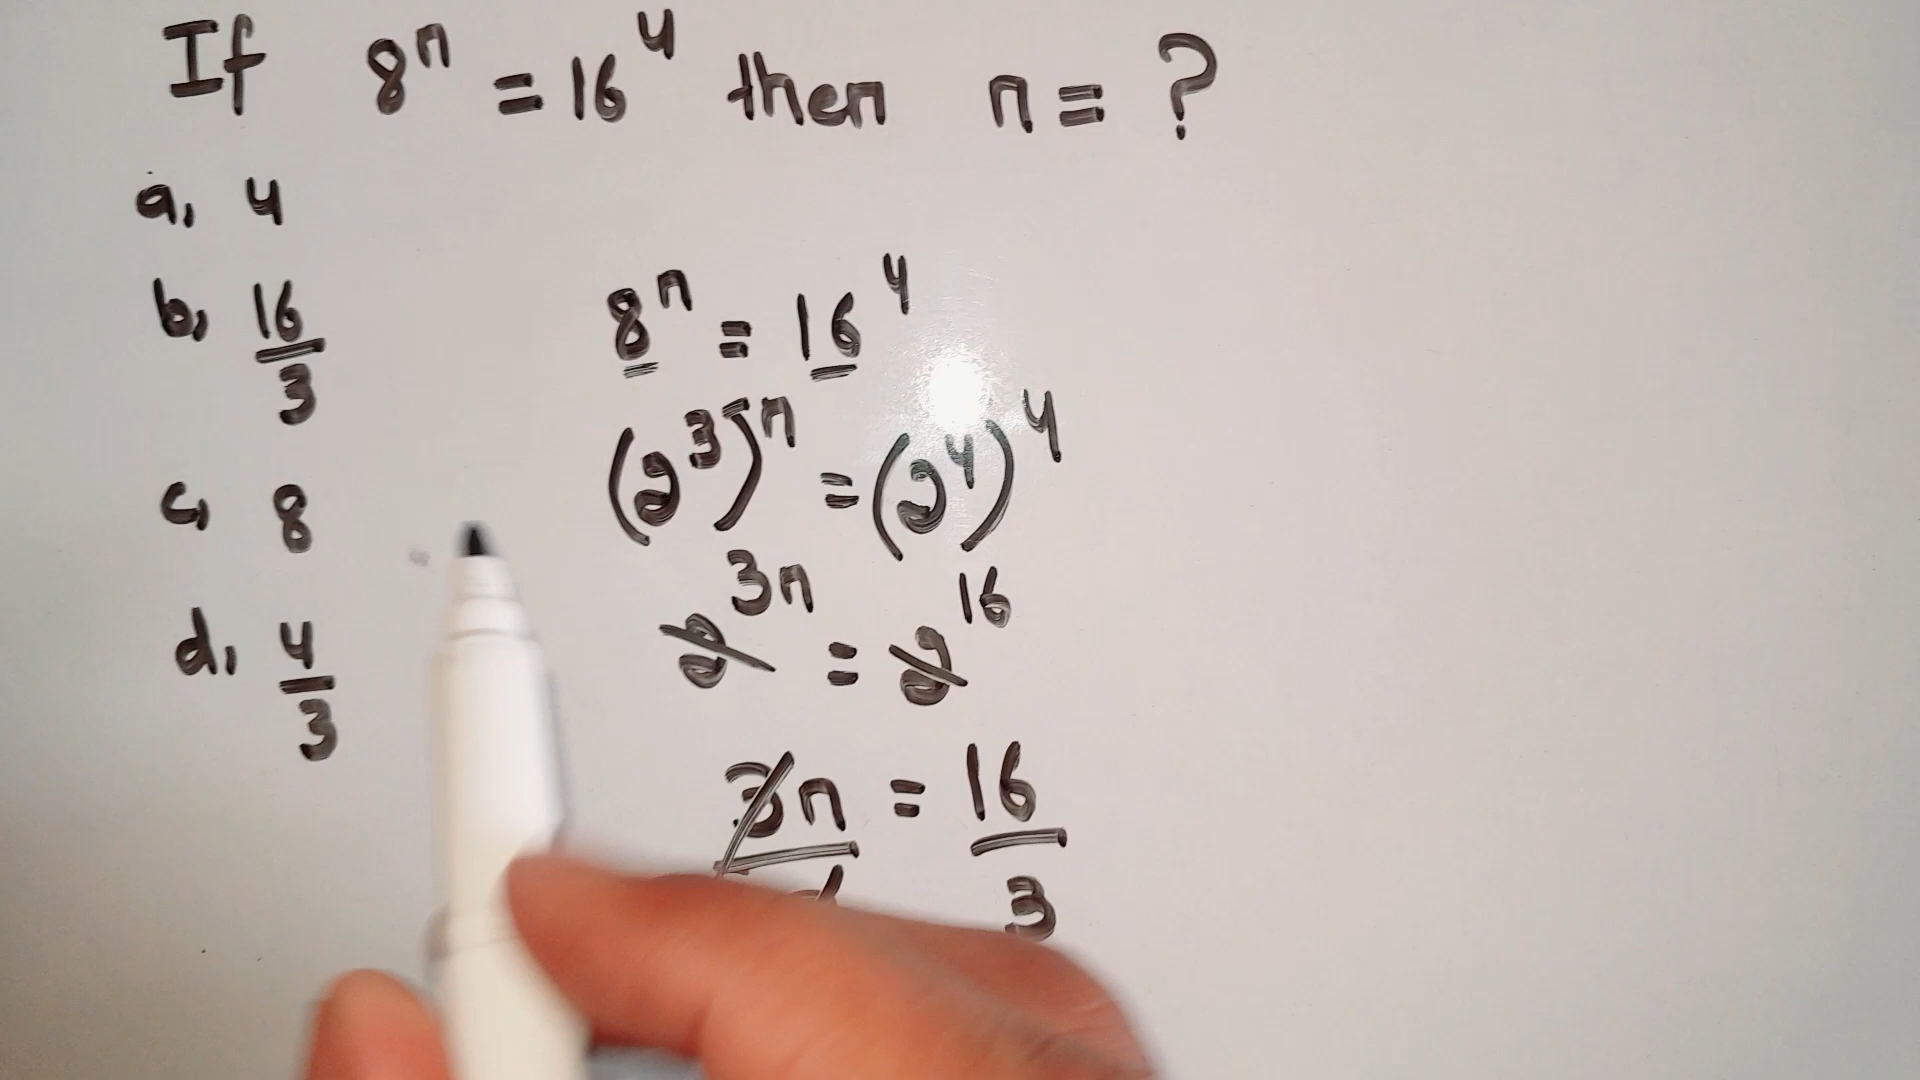 If 8ⁿ = 16⁴ then n = ?
a, 4
b, 16/3
c, 8
d, 4/3
8ⁿ = 16⁴
(2³)ⁿ = (2⁴)⁴
2³ⁿ = 2¹⁶
3n = 16
3